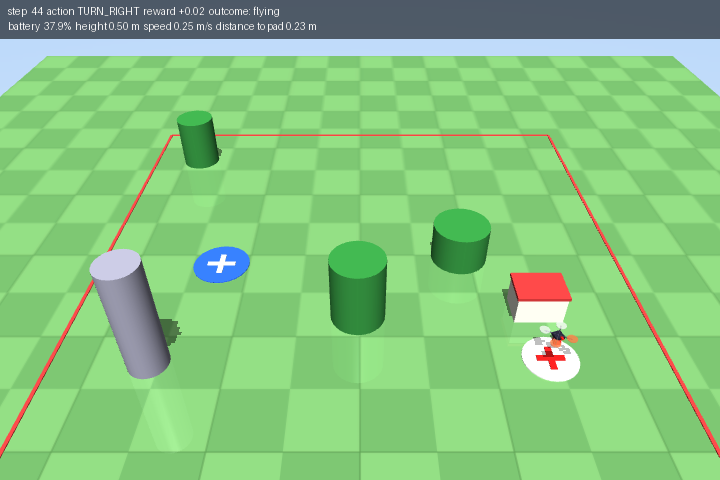 step 44 action TURN_RIGHT reward +0.02 outcome: flying
battery 37.9% height 0.50 m speed 0.25 m/s distance to pad 0.23 m